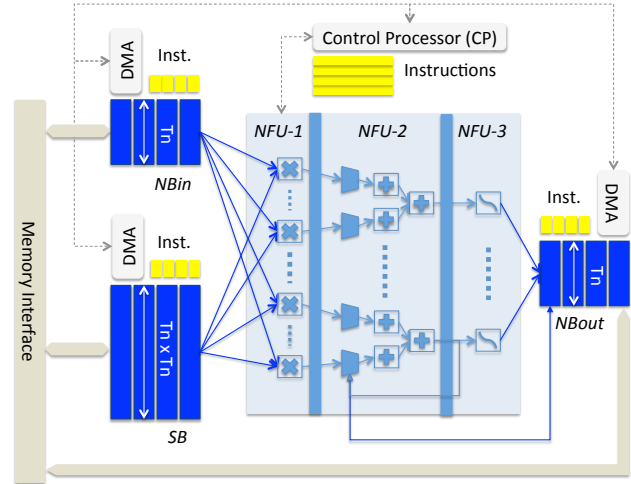 Control Processor (CP)
DMA
Inst.
Instructions
Tn
NBin
NFU-1
NFU-2
NFU-3
DMA
Inst.
Tn x Tn
SB
Memory Interface
Inst.
DMA
Tn
NBout